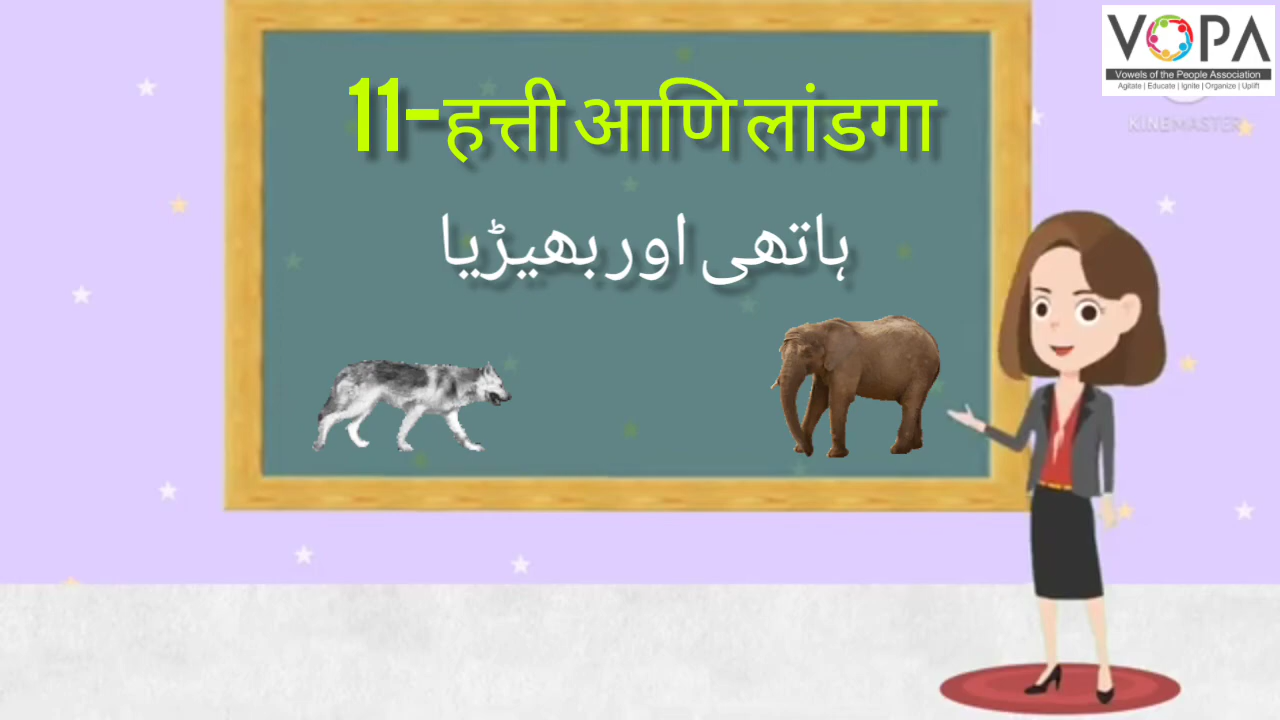 VOPA
Vowels of the People Association
Agitate | Educate | Ignite | Organize | Uplift
KINEMASTER
11-हत्ती आणि लांडगा
ہاتھی اور بھیڑیا